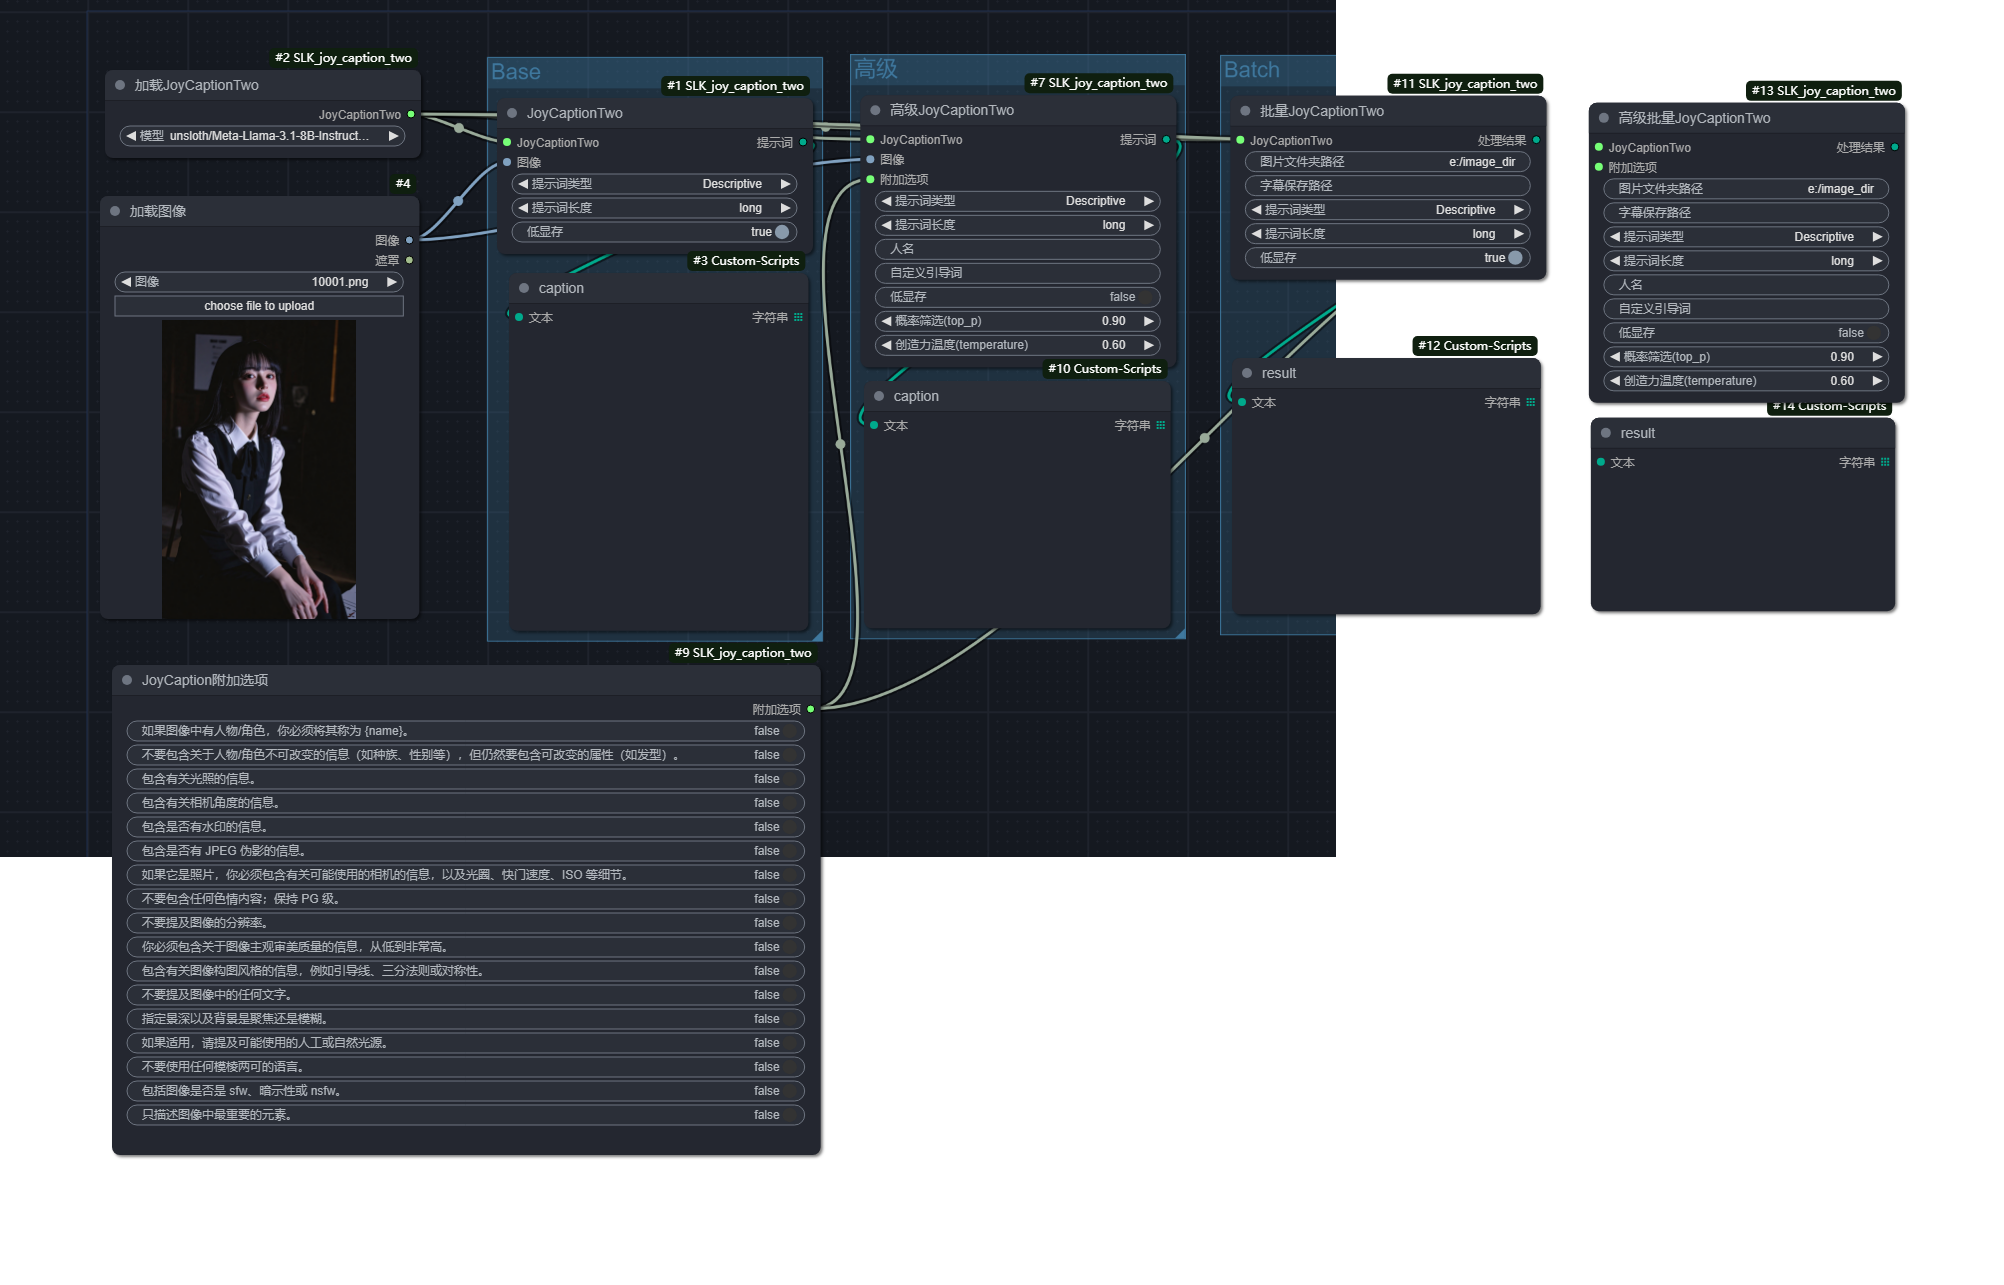 #2 SLK_joy_caption_two
加载JoyCaptionTwo
JoyCaptionTwo
模型 unsloth/Meta-Llama-3.1-8B-Instruct...
#4
加载图像
图像
遮罩
图像 10001.png
choose file to upload
Base
#1 SLK_joy_caption_two
JoyCaptionTwo
JoyCaptionTwo 提示词
图像
提示词类型 Descriptive
提示词长度 long
低显存 true
#3 Custom-Scripts
caption
文本 字符串
高级
#7 SLK_joy_caption_two
高级JoyCaptionTwo
JoyCaptionTwo 提示词
图像
附加选项
提示词类型 Descriptive
提示词长度 long
人名
自定义引导词
低显存 false
概率筛选(top_p) 0.90
创造力温度(temperature) 0.60
#10 Custom-Scripts
caption
文本 字符串
Batch
#11 SLK_joy_caption_two
批量JoyCaptionTwo
JoyCaptionTwo 处理结果
图片文件夹路径 e:/image_dir
字幕保存路径
提示词类型 Descriptive
提示词长度 long
低显存 true
#12 Custom-Scripts
result
文本 字符串
#13 SLK_joy_caption_two
高级批量JoyCaptionTwo
JoyCaptionTwo 处理结果
附加选项
图片文件夹路径 e:/image_dir
字幕保存路径
提示词类型 Descriptive
提示词长度 long
人名
自定义引导词
低显存 false
概率筛选(top_p) 0.90
创造力温度(temperature) 0.60
#14 Custom-Scripts
result
文本 字符串
#9 SLK_joy_caption_two
JoyCaption附加选项
附加选项
如果图像中有人物/角色，你必须将其称为 {name}。 false
不要包含关于人物/角色不可改变的信息（如种族、性别等），但仍然要包含可改变的属性（如发型）。 false
包含有关光照的信息。 false
包含有关相机角度的信息。 false
包含是否有水印的信息。 false
包含是否有 JPEG 伪影的信息。 false
如果它是照片，你必须包含有关可能使用的相机的信息，以及光圈、快门速度、ISO 等细节。 false
不要包含任何色情内容；保持 PG 级。 false
不要提及图像的分辨率。 false
你必须包含关于图像主观审美质量的信息，从低到非常高。 false
包含有关图像构图风格的信息，例如引导线、三分法则或对称性。 false
不要提及图像中的任何文字。 false
指定景深以及背景是聚焦还是模糊。 false
如果适用，请提及可能使用的人工或自然光源。 false
不要使用任何模棱两可的语言。 false
包括图像是否是 sfw、暗示性或 nsfw。 false
只描述图像中最重要的元素。 false